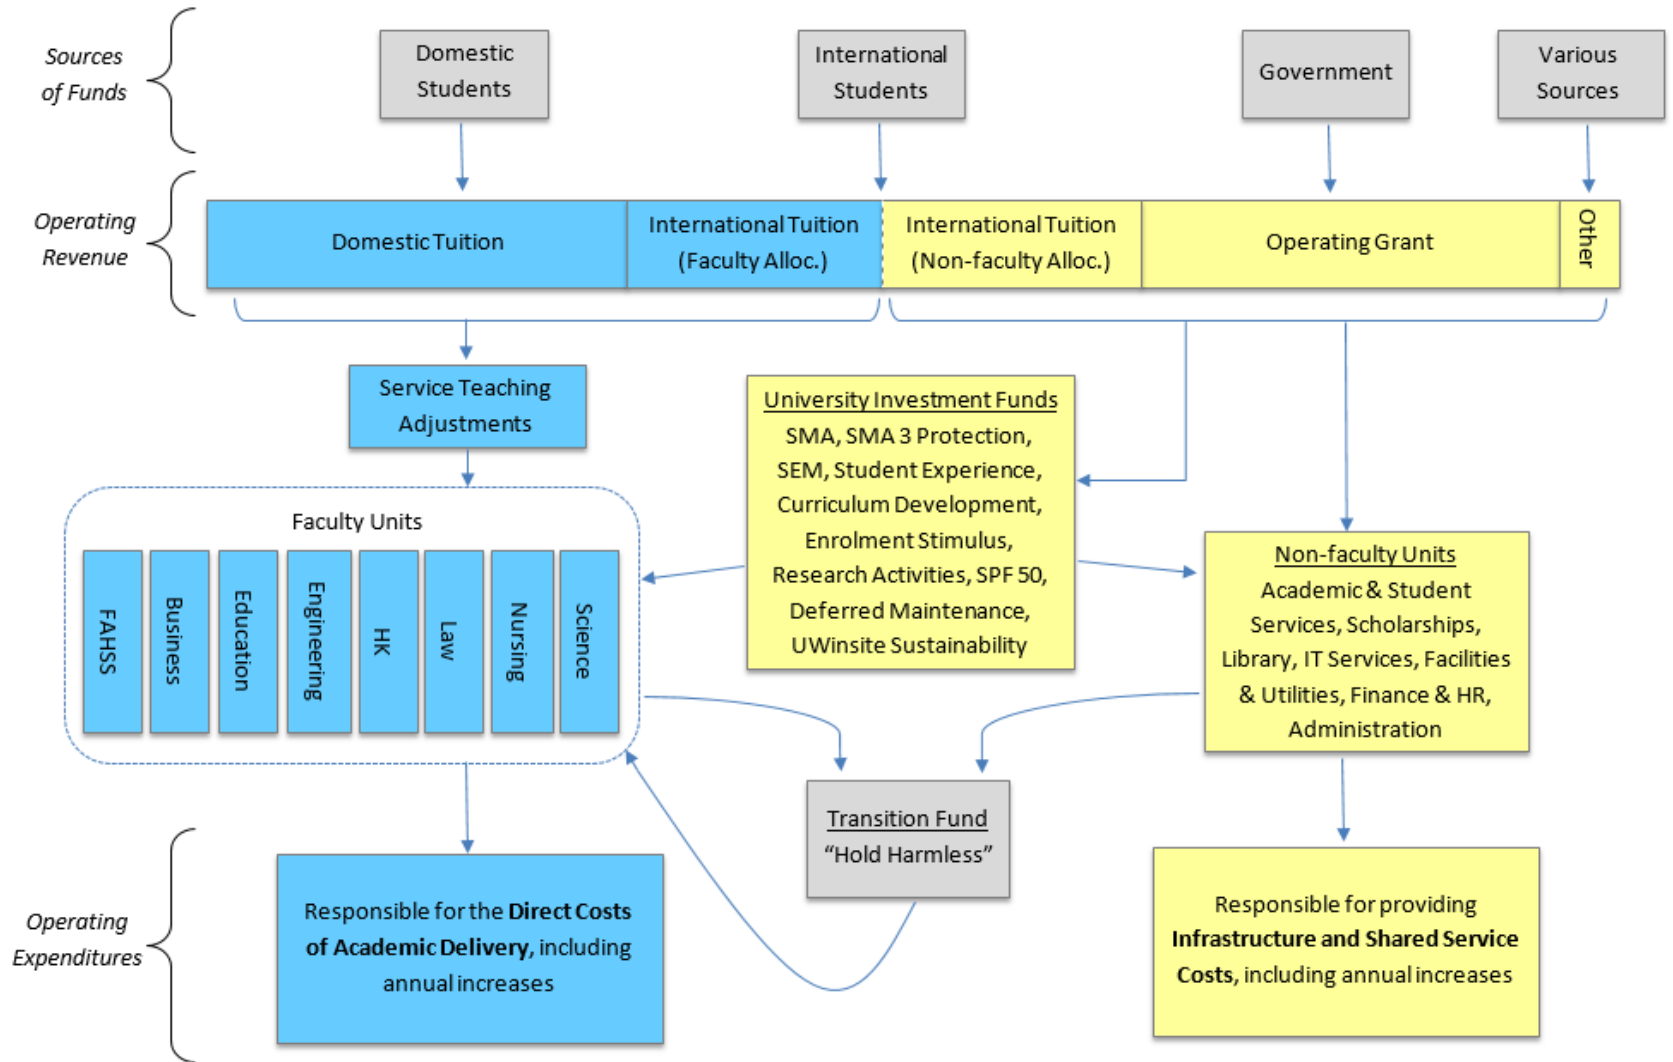 Sources
of Funds
Domestic
Students
International
Students
Government
Various
Sources
Operating
Revenue
Domestic Tuition
International Tuition
(Faculty Alloc.)
International Tuition
(Non-faculty Alloc.)
Operating Grant
Other
Service Teaching
Adjustments
University Investment Funds
SMA, SMA 3 Protection,
SEM, Student Experience,
Curriculum Development,
Enrolment Stimulus,
Research Activities, SPF 50,
Deferred Maintenance,
UWinsite Sustainability
Faculty Units
FAHSS
Business
Education
Engineering
HK
Law
Nursing
Science
Non-faculty Units
Academic & Student
Services, Scholarships,
Library, IT Services, Facilities
& Utilities, Finance & HR,
Administration
Transition Fund
“Hold Harmless”
Operating
Expenditures
Responsible for the Direct Costs
of Academic Delivery, including
annual increases
Responsible for providing
Infrastructure and Shared Service
Costs, including annual increases